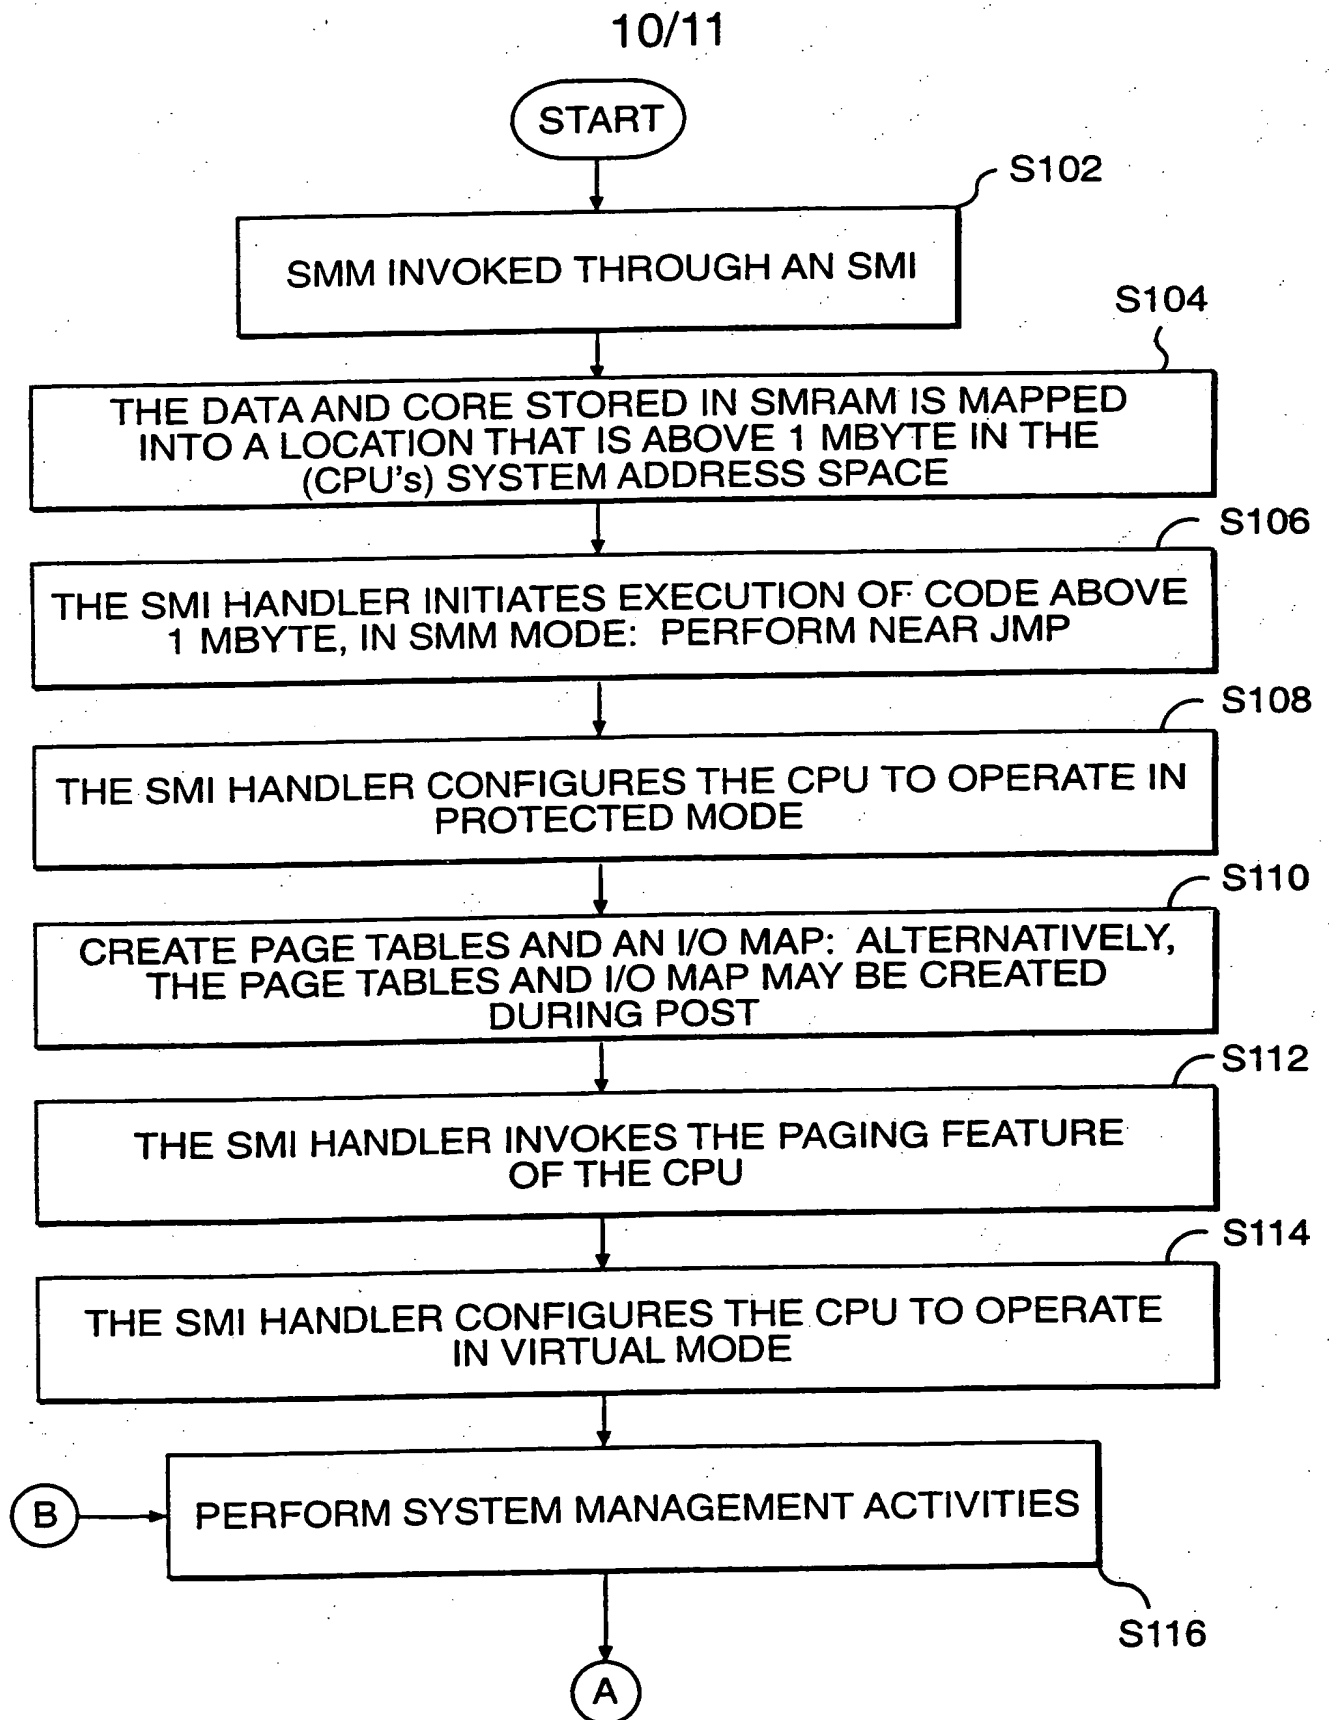 10/11
START
S102
SMM INVOKED THROUGH AN SMI
S104
THE DATA AND CORE STORED IN SMRAM IS MAPPED
INTO A LOCATION THAT IS ABOVE 1 MBYTE IN THE
(CPU's) SYSTEM ADDRESS SPACE
S106
THE SMI HANDLER INITIATES EXECUTION OF CODE ABOVE
1 MBYTE, IN SMM MODE: PERFORM NEAR JMP
S108
THE SMI HANDLER CONFIGURES THE CPU TO OPERATE IN
PROTECTED MODE
S110
CREATE PAGE TABLES AND AN I/O MAP: ALTERNATIVELY,
THE PAGE TABLES AND I/O MAP MAY BE CREATED
DURING POST
S112
THE SMI HANDLER INVOKES THE PAGING FEATURE
OF THE CPU
S114
THE SMI HANDLER CONFIGURES THE CPU TO OPERATE
IN VIRTUAL MODE
B
PERFORM SYSTEM MANAGEMENT ACTIVITIES
S116
A